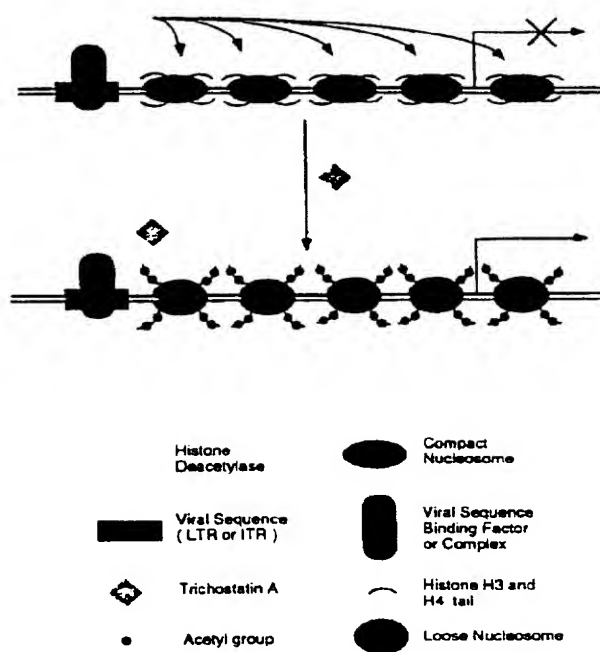 Histone
Deacetylase
Compact
Nucleosome
Viral Sequence
( LTR or ITR )
Viral Sequence
Binding Factor
or Complex
Trichostatin A
Histone H3 and
H4 tail
Acetyl group
Loose Nucleosome